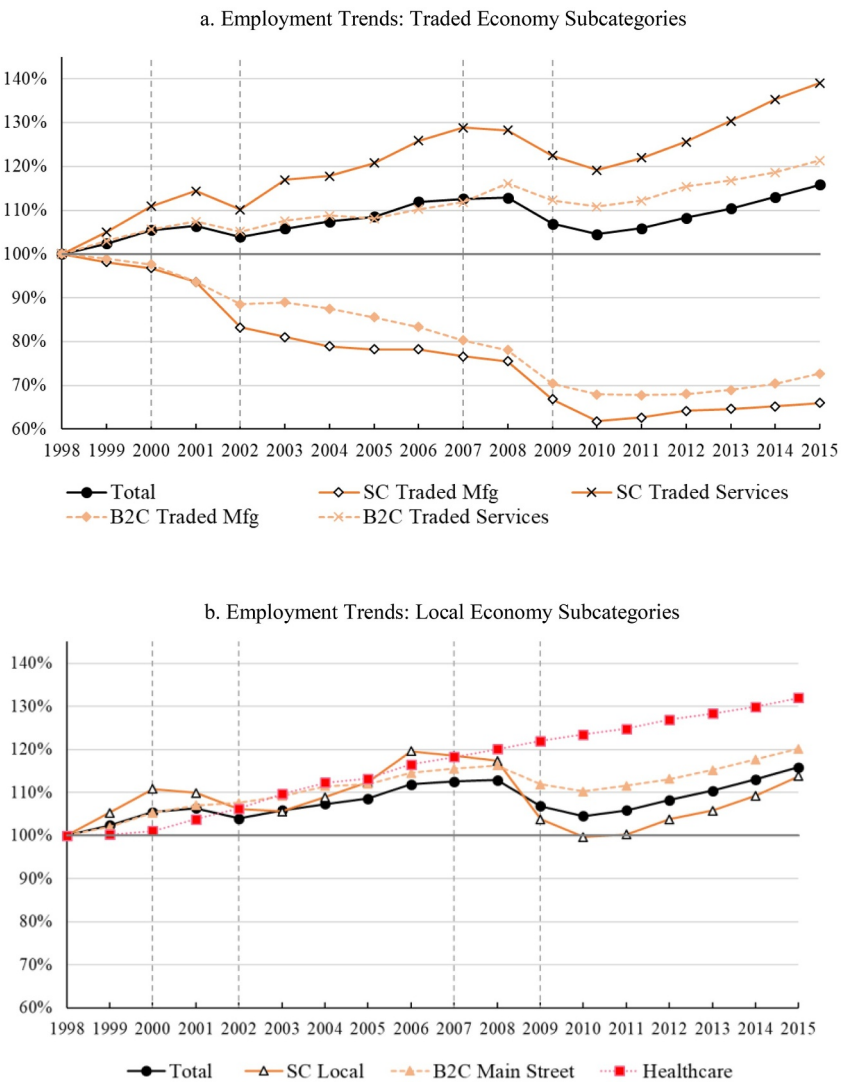 a. Employment Trends: Traded Economy Subcategories
140%
130%
120%
110%
100%
90%
80%
70%
60%
1998 1999 2000 2001 2002 2003 2004 2005 2006 2007 2008 2009 2010 2011 2012 2013 2014 2015
Total SC Traded Mfg SC Traded Services
B2C Traded Mfg B2C Traded Services
b. Employment Trends: Local Economy Subcategories
140%
130%
120%
110%
100%
90%
80%
70%
60%
1998 1999 2000 2001 2002 2003 2004 2005 2006 2007 2008 2009 2010 2011 2012 2013 2014 2015
Total SC Local B2C Main Street Healthcare